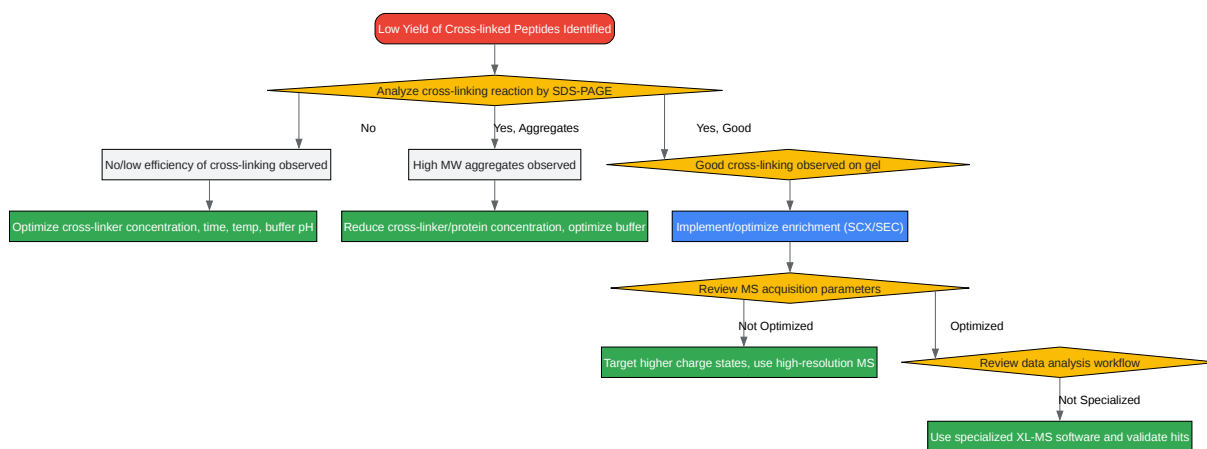 Low Yield of Cross-linked Peptides Identified
Analyze cross-linking reaction by SDS-PAGE
No
Yes, Aggregates
Yes, Good
No/low efficiency of cross-linking observed
High MW aggregates observed
Good cross-linking observed on gel
Optimize cross-linker concentration, time, temp, buffer pH
Reduce cross-linker/protein concentration, optimize buffer
Implement/optimize enrichment (SCX/SEC)
Review MS acquisition parameters
Not Optimized
Optimized
Target higher charge states, use high-resolution MS
Review data analysis workflow
Not Specialized
Use specialized XL-MS software and validate hits